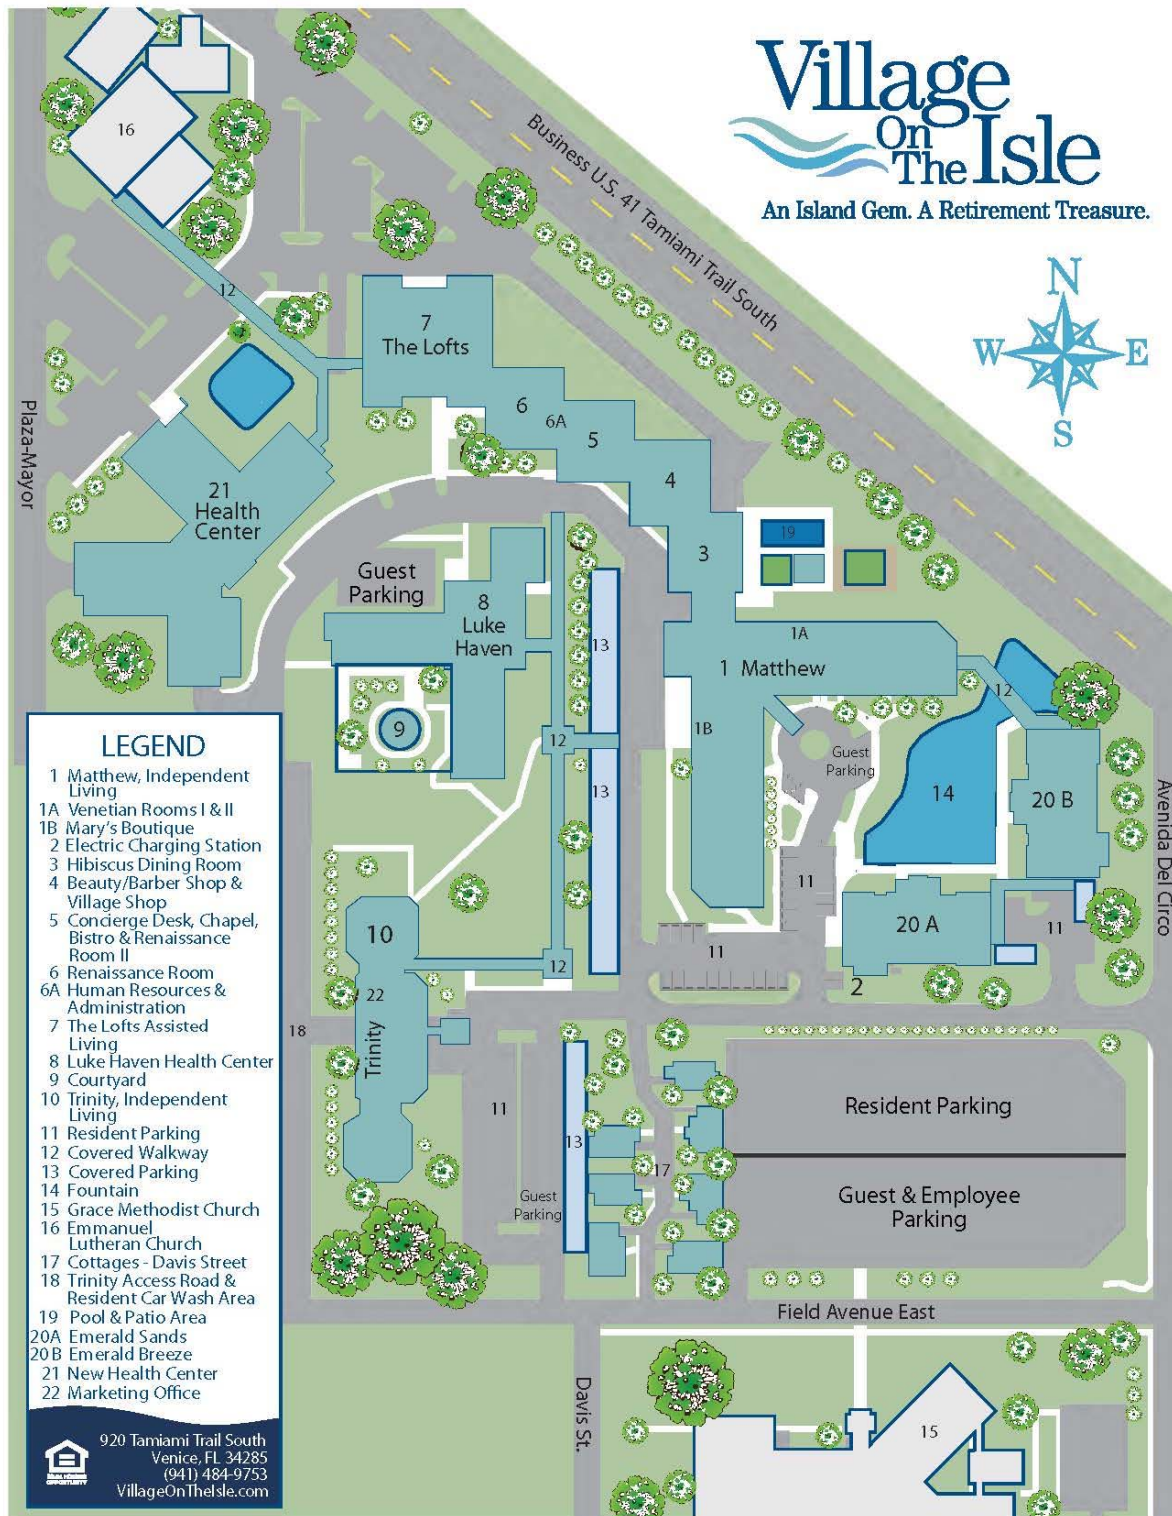 Village
On
The Isle
An Island Gem. A Retirement Treasure.
N
W E
S
Business U.S. 41 Tamiami Trail South
Plaza-Mayor
Avenida Del Circo
16
12
7
The Lofts
6
6A
5
4
3
19
21
Health
Center
Guest
Parking
8
Luke
Haven
13
1A
1 Matthew
1B
12
9
12
13
Guest
Parking
14
20 B
11
20 A
11
10
12
11
2
22
Trinity
18
11
13
Guest
Parking
17
Resident Parking
Guest & Employee
Parking
Field Avenue East
Davis St.
15
LEGEND
1 Matthew, Independent
Living
1A Venetian Rooms I & II
1B Mary's Boutique
2 Electric Charging Station
3 Hibiscus Dining Room
4 Beauty/Barber Shop &
Village Shop
5 Concierge Desk, Chapel,
Bistro & Renaissance
Room II
6 Renaissance Room
6A Human Resources &
Administration
7 The Lofts Assisted
Living
8 Luke Haven Health Center
9 Courtyard
10 Trinity, Independent
Living
11 Resident Parking
12 Covered Walkway
13 Covered Parking
14 Fountain
15 Grace Methodist Church
16 Emmanuel
Lutheran Church
17 Cottages - Davis Street
18 Trinity Access Road &
Resident Car Wash Area
19 Pool & Patio Area
20A Emerald Sands
20 B Emerald Breeze
21 New Health Center
22 Marketing Office
920 Tamiami Trail South
Venice, FL 34285
(941) 484-9753
VillageOnTheIsle.com